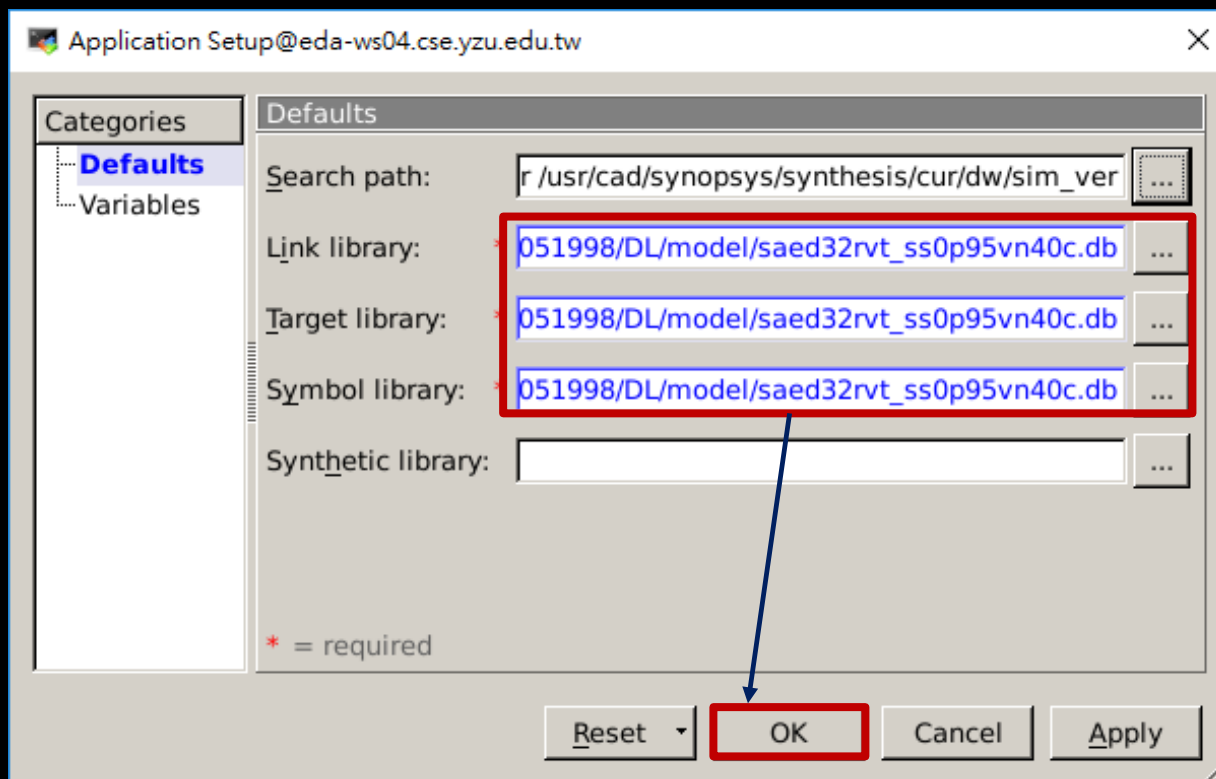 Application Setup@eda-ws04.cse.yzu.edu.tw
Categories
Defaults
Variables
Defaults
Search path: r /usr/cad/synopsys/synthesis/cur/dw/sim_ver ...
Link library: * 051998/DL/model/saed32rvt_ss0p95vn40c.db ...
Target library: * 051998/DL/model/saed32rvt_ss0p95vn40c.db ...
Symbol library: * 051998/DL/model/saed32rvt_ss0p95vn40c.db ...
Synthetic library: ...
* = required
Reset OK Cancel Apply